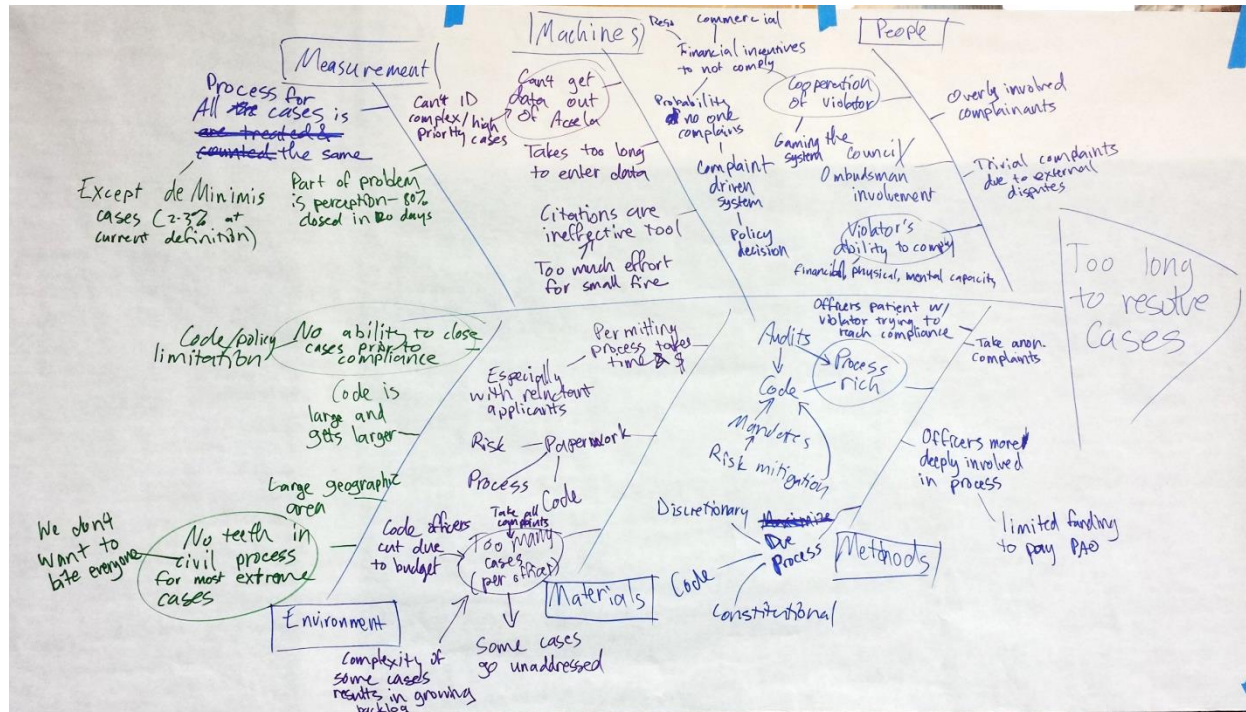 Measurement
Process for
All the cases is
are treated &
counted the same
Except de Minimis
cases (2-3% at
current definition)
Part of problem
is perception - 80%
closed in 20 days
Machines
Can't get
data out
of Accela
Can't ID
complex/high
priority cases
Takes too long
to enter data
Citations are
ineffective tool
Too much effort
for small fine
People
commercial
Financial incentives
to not comply
Cooperation
of violator
Probability
no one
complains
Complaint
driven
system
Policy
decision
Gaming the
system
Council/
Ombudsman
involvement
Violator's
ability to comply
Financial, physical, mental capacity
Overly involved
complainants
Trivial complaints
due to external
disputes
Too long
to resolve
Cases
Environment
Code/policy
limitation
No ability to close
cases prior to
compliance
Code is
large and
gets larger
Large geographic
area
We don't
want to
bite everyone
No teeth in
civil process
for most extreme
cases
Materials
Permitting
process takes
time & $
Especially
with reluctant
applicants
Risk
Paperwork
Process
Code
Take all
complaints
Too many
cases
(per officer)
Code officers
cut due
to budget
Complexity of
some cases
results in growing
backlog
Some cases
go unaddressed
Methods
Officers patient w/
violator trying to
reach compliance
Take anon.
complaints
Audits
Process
rich
Code
Mandates
Risk mitigation
Officers more
deeply involved
in process
limited funding
to pay PAO
Discretionary
Maximize
Due
Process
Code
Constitutional